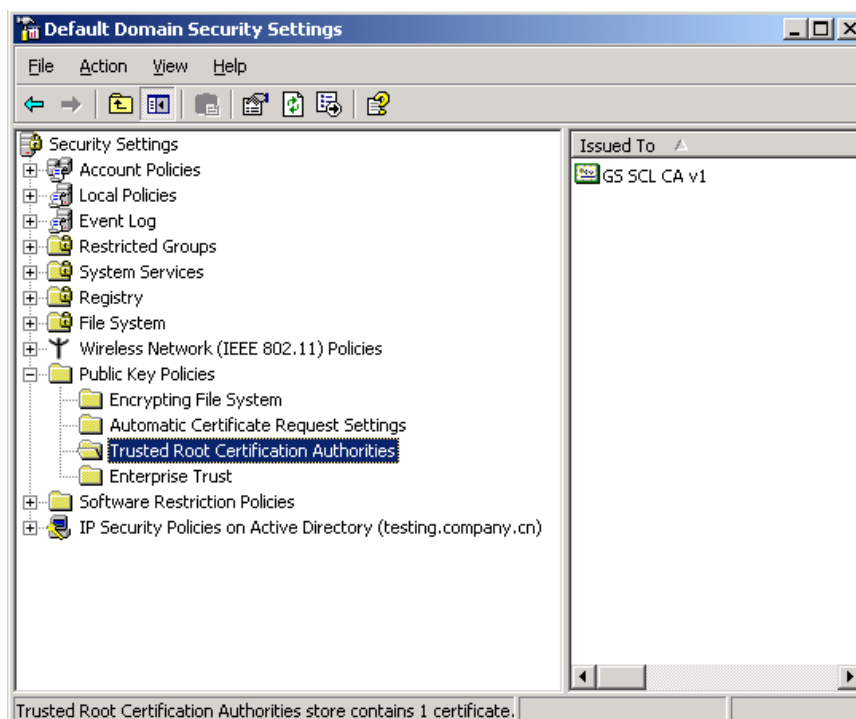 Default Domain Security Settings
File Action View Help
Security Settings
Account Policies
Local Policies
Event Log
Restricted Groups
System Services
Registry
File System
Wireless Network (IEEE 802.11) Policies
Public Key Policies
Encrypting File System
Automatic Certificate Request Settings
Trusted Root Certification Authorities
Enterprise Trust
Software Restriction Policies
IP Security Policies on Active Directory (testing.company.cn)
Issued To
GS SCL CA v1
Trusted Root Certification Authorities store contains 1 certificate.